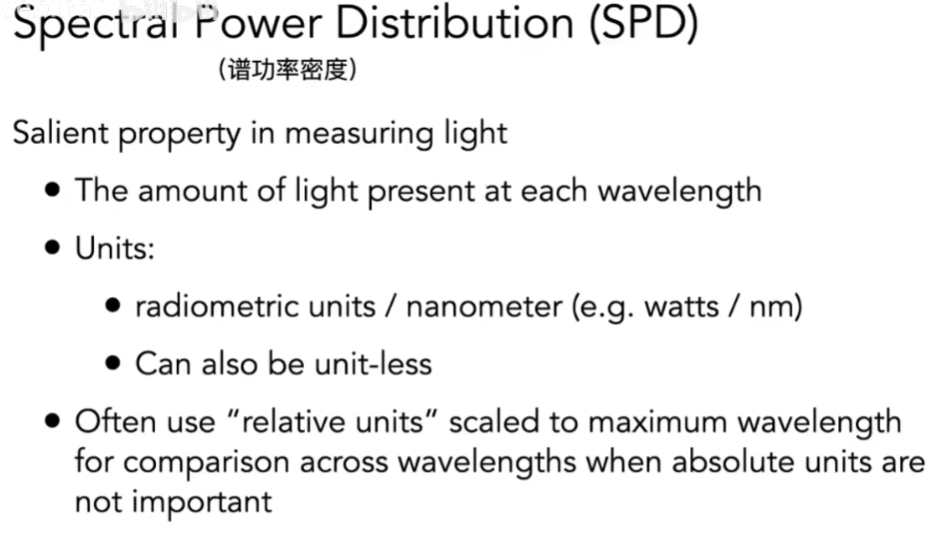 Spectral Power Distribution (SPD)
(谱功率密度)
Salient property in measuring light
• The amount of light present at each wavelength
• Units:
• radiometric units / nanometer (e.g. watts / nm)
• Can also be unit-less
• Often use “relative units” scaled to maximum wavelength
for comparison across wavelengths when absolute units are
not important